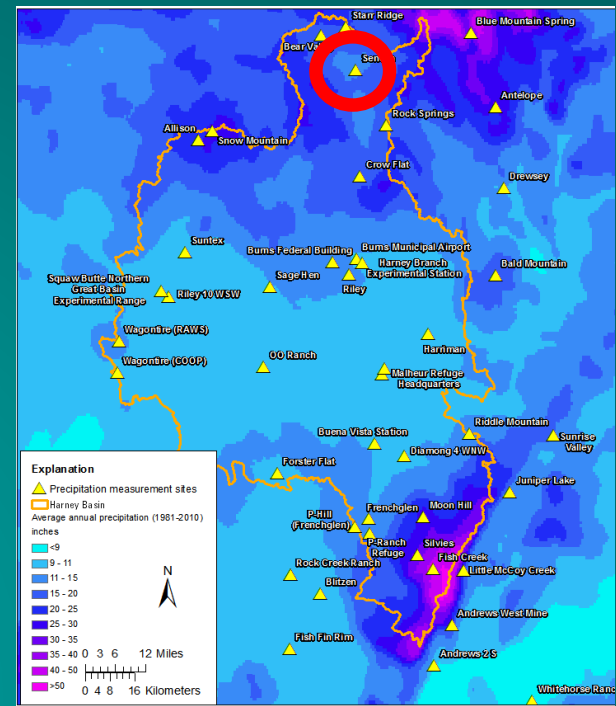 Starr Ridge
Blue Mountain Spring
Bear Va
Sen
Antelope
Rock Springs
Allison
Snow Mountain
Crow Flat
Drewsey
Suntex
Burns Federal Building
Burns Municipal Airport
Harney Branch
Experimental Station
Sage Hen
Riley
Bald Mountain
Squaw Butte Northern
Great Basin
Experimental Range
Riley 10 WSW
Wagontire (RAWS)
Harriman
Wagontire (COOP)
OO Ranch
Malheur Refuge
Headquarters
Riddle Mountain
Buena Vista Station
Sunrise
Valley
Diamong 4 WNW
Forster Flat
Juniper Lake
Frenchglen
Moon Hill
P-Hill
(Frenchglen)
P-Ranch
Refuge
Silvies
Fish Creek
Little McCoy Creek
Rock Creek Ranch
Blitzen
Andrews West Mine
Fish Fin Rim
Andrews 2 S
Whitehorse Ranc
Explanation
Precipitation measurement sites
Harney Basin
Average annual precipitation (1981-2010)
inches
<9
9 - 11
11 - 15
15 - 20
20 - 25
25 - 30
30 - 35
35 - 40
40 - 50
>50
N
0 3 6 12 Miles
0 4 8 16 Kilometers